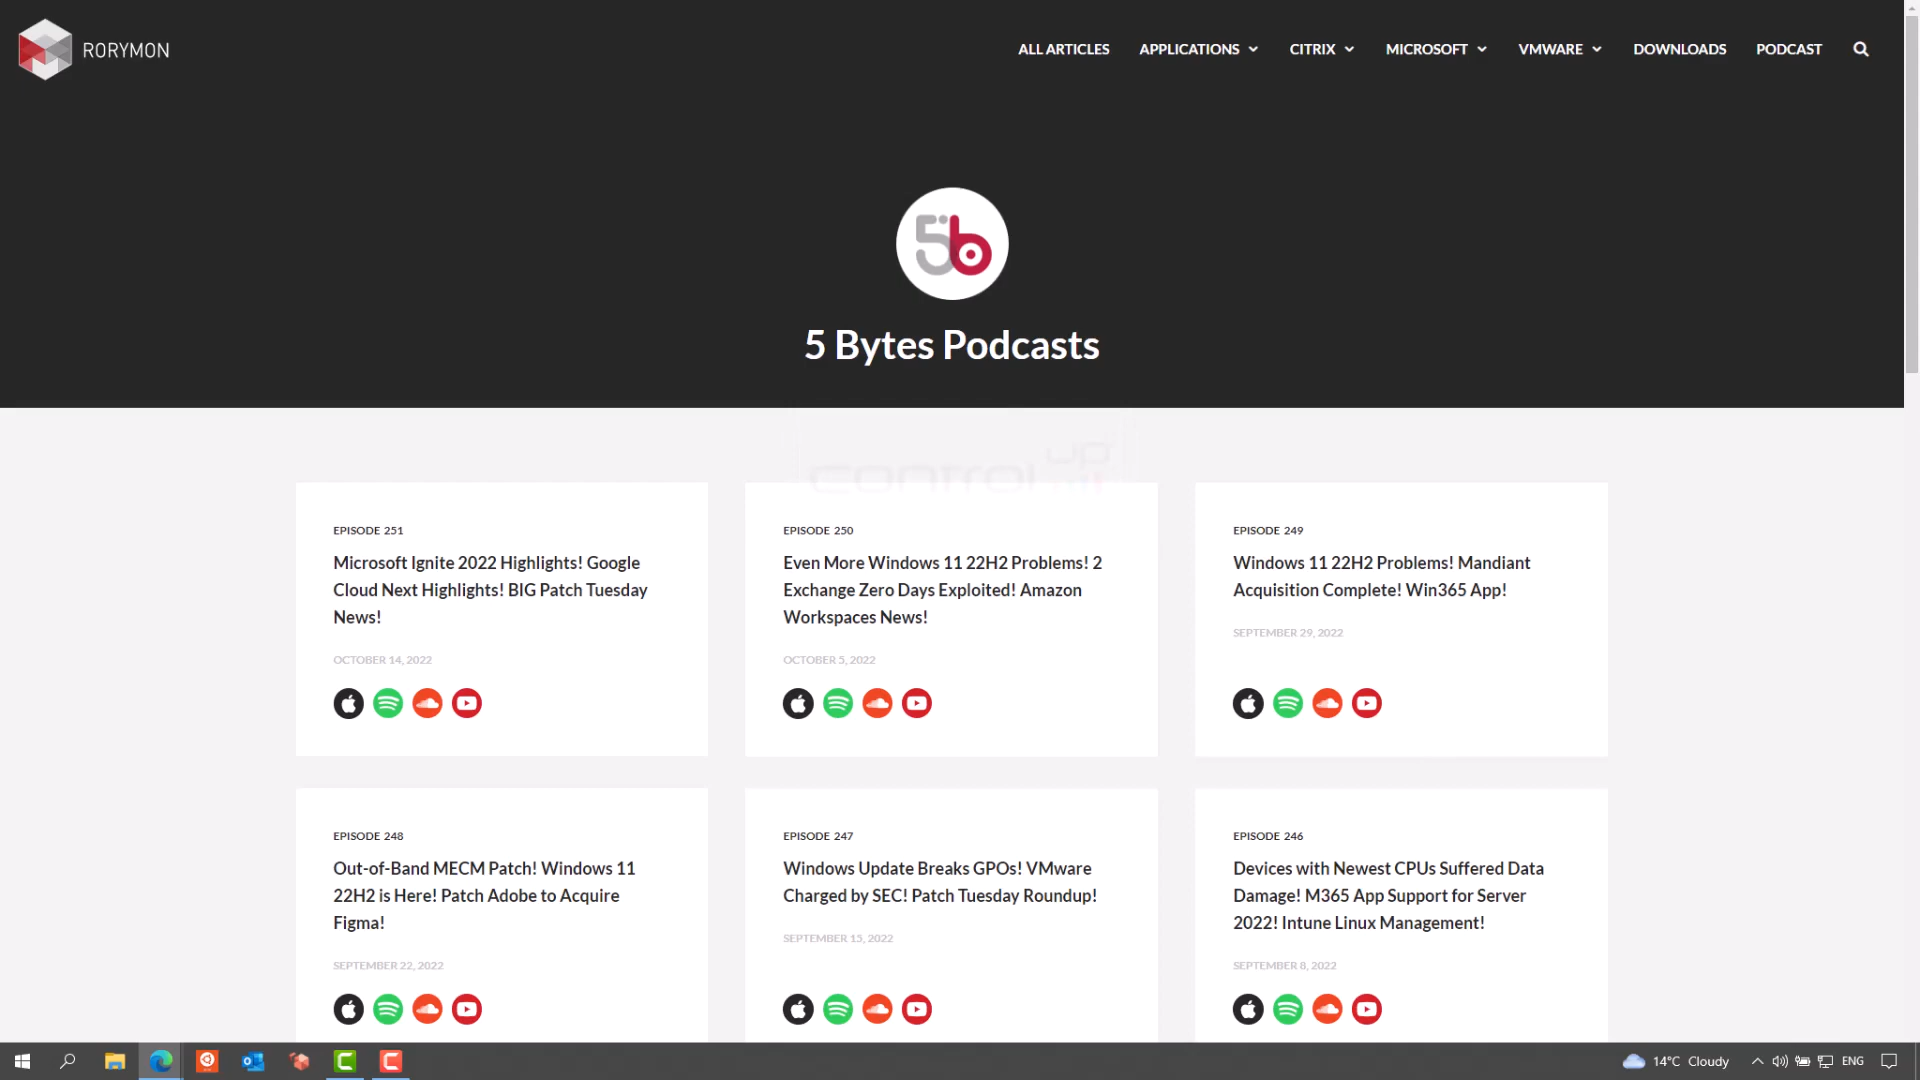 RORYMON
ALL ARTICLES APPLICATIONS CITRIX MICROSOFT VMWARE DOWNLOADS PODCAST
5b
5 Bytes Podcasts
control up
EPISODE 251
Microsoft Ignite 2022 Highlights! Google
Cloud Next Highlights! BIG Patch Tuesday
News!
OCTOBER 14, 2022
EPISODE 250
Even More Windows 11 22H2 Problems! 2
Exchange Zero Days Exploited! Amazon
Workspaces News!
OCTOBER 5, 2022
EPISODE 249
Windows 11 22H2 Problems! Mandiant
Acquisition Complete! Win365 App!
SEPTEMBER 29, 2022
EPISODE 248
Out-of-Band MECM Patch! Windows 11
22H2 is Here! Patch Adobe to Acquire
Figma!
SEPTEMBER 22, 2022
EPISODE 247
Windows Update Breaks GPOs! VMware
Charged by SEC! Patch Tuesday Roundup!
SEPTEMBER 15, 2022
EPISODE 246
Devices with Newest CPUs Suffered Data
Damage! M365 App Support for Server
2022! Intune Linux Management!
SEPTEMBER 8, 2022
14°C Cloudy ENG